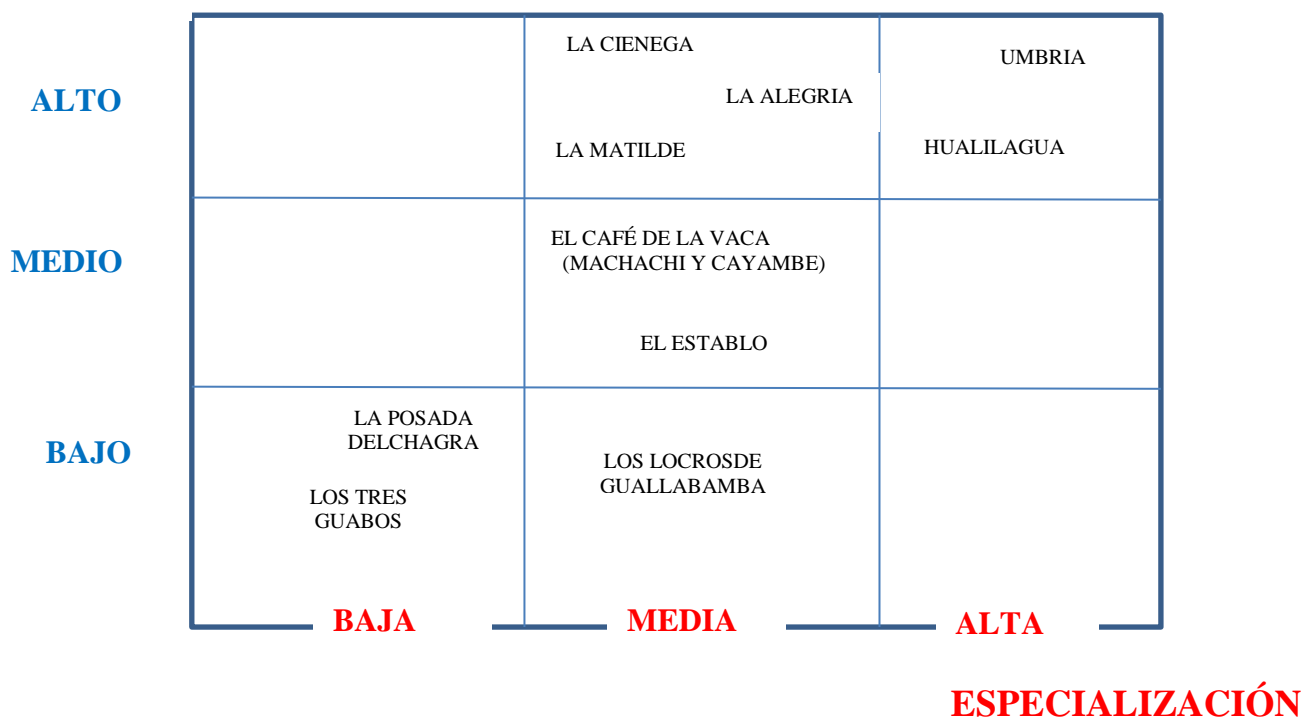 LA CIENEGA
UMBRIA
ALTO
LA ALEGRIA
LA MATILDE
HUALILAGUA
EL CAFÉ DE LA VACA
(MACHACHI Y CAYAMBE)
MEDIO
EL ESTABLO
LA POSADA
DELCHAGRA
BAJO
LOS LOCROSDE
GUALLABAMBA
LOS TRES
GUABOS
BAJA
MEDIA
ALTA
ESPECIALIZACIÓN